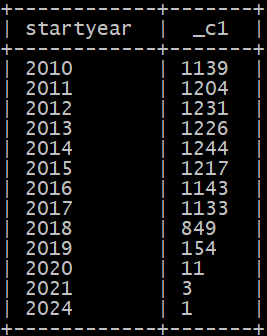 +------------+-------+
| startyear | _c1 |
+------------+-------+
| 2010 | 1139 |
| 2011 | 1204 |
| 2012 | 1231 |
| 2013 | 1226 |
| 2014 | 1244 |
| 2015 | 1217 |
| 2016 | 1143 |
| 2017 | 1133 |
| 2018 | 849 |
| 2019 | 154 |
| 2020 | 11 |
| 2021 | 3 |
| 2024 | 1 |
+------------+-------+